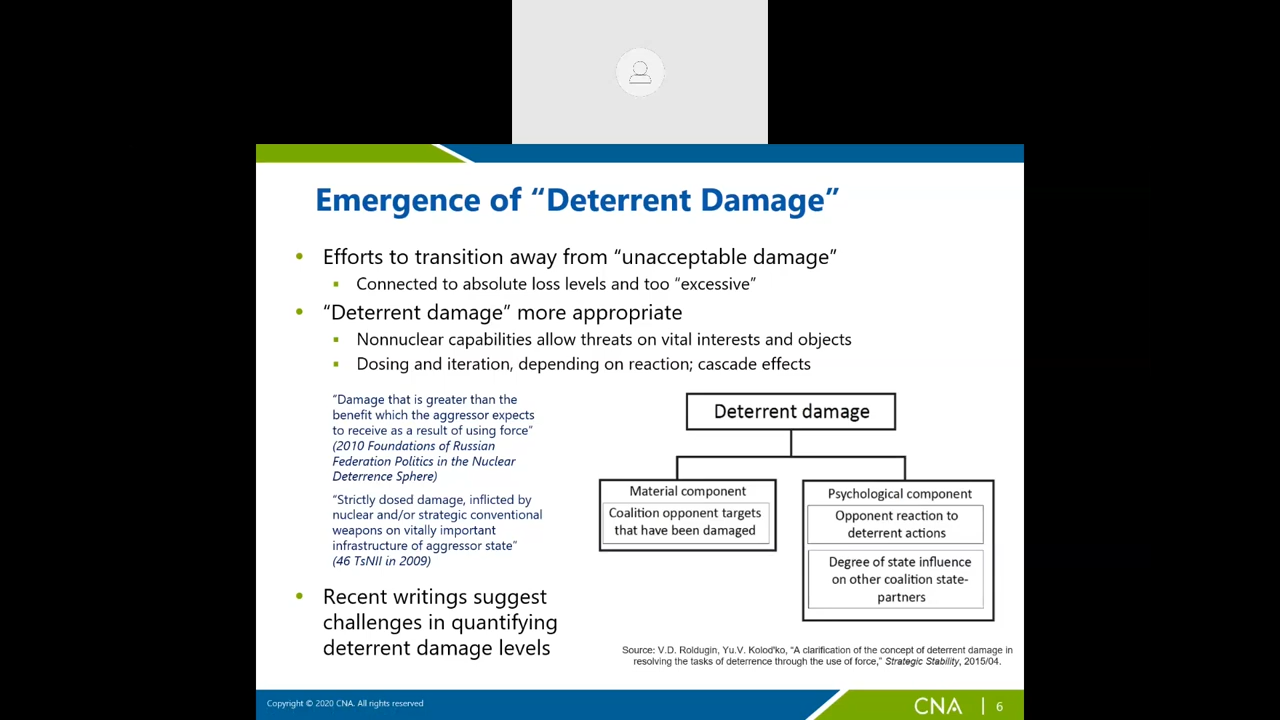 Emergence of “Deterrent Damage”
• Efforts to transition away from “unacceptable damage”
▪ Connected to absolute loss levels and too “excessive”
• “Deterrent damage” more appropriate
▪ Nonnuclear capabilities allow threats on vital interests and objects
▪ Dosing and iteration, depending on reaction; cascade effects
“Damage that is greater than the
benefit which the aggressor expects
to receive as a result of using force”
(2010 Foundations of Russian
Federation Politics in the Nuclear
Deterrence Sphere)
“Strictly dosed damage, inflicted by
nuclear and/or strategic conventional
weapons on vitally important
infrastructure of aggressor state”
(46 TsNII in 2009)
• Recent writings suggest
challenges in quantifying
deterrent damage levels
Deterrent damage
Material component
Coalition opponent targets
that have been damaged
Psychological component
Opponent reaction to
deterrent actions
Degree of state influence
on other coalition state-
partners
Source: V.D. Roldugin, Yu.V. Kolod'ko, “A clarification of the concept of deterrent damage in
resolving the tasks of deterrence through the use of force,” Strategic Stability, 2015/04.
Copyright © 2020 CNA. All rights reserved
CNA | 6